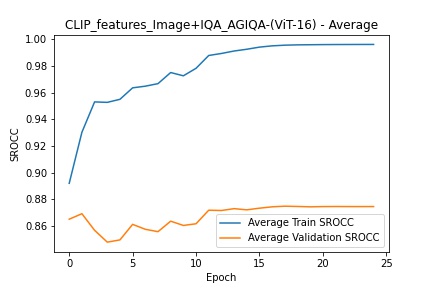 CLIP_features_Image+IQA_AGIQA-(ViT-16) - Average
1.00
0.98
0.96
0.94
0.92
0.90
0.88
0.86
SROCC
Average Train SROCC
Average Validation SROCC
0 5 10 15 20 25
Epoch